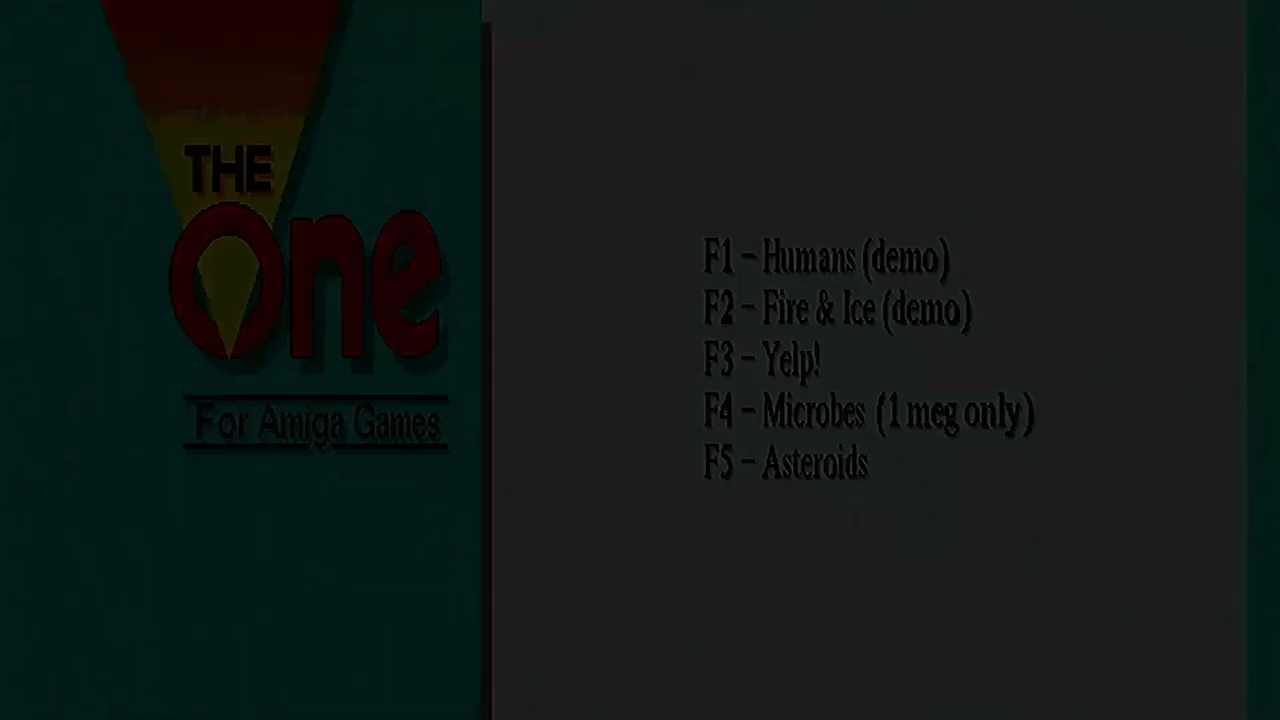 THE
One
For Amiga Games
F1 – Humans (demo)
F2 – Fire & Ice (demo)
F3 – Yelp!
F4 – Microbes (1 meg only)
F5 – Asteroids